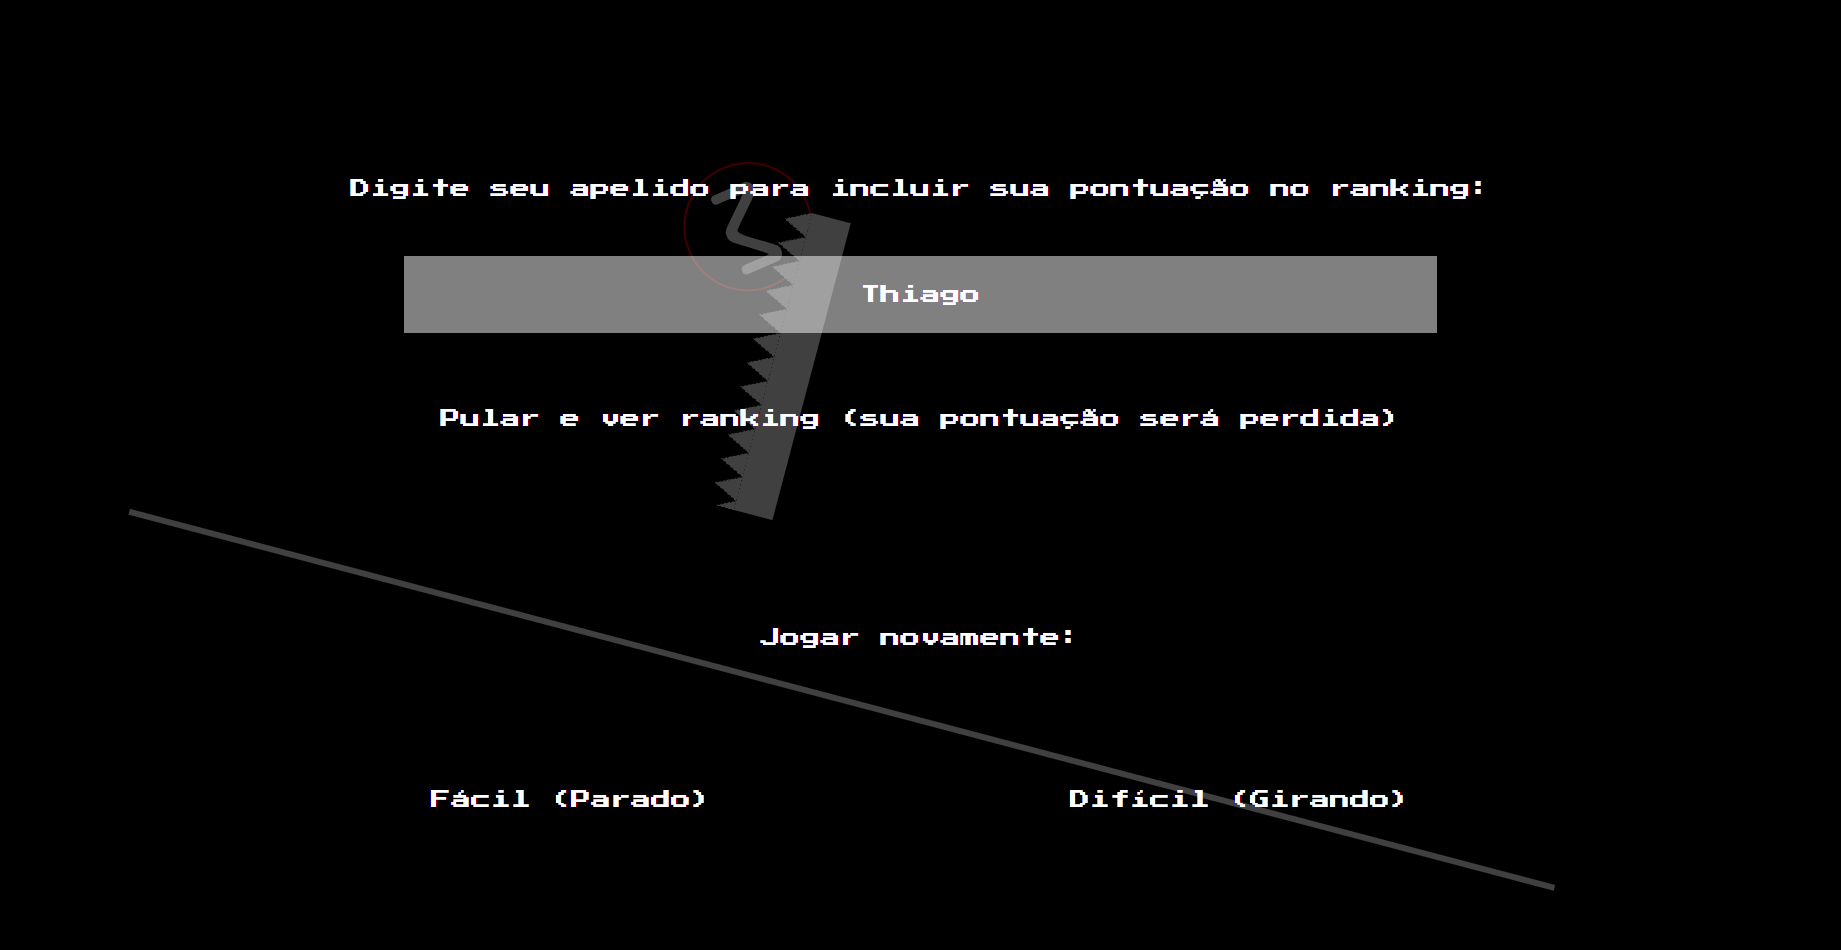 Digite seu apelido para incluir sua pontuação no ranking:
Thiago
Pular e ver ranking (sua pontuação será perdida)
Jogar novamente:
Fácil (Parado)
Difícil (Girando)